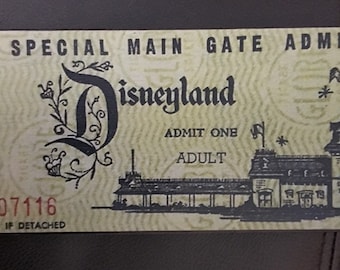 SPECIAL MAIN GATE ADM
Disneyland
ADMIT ONE
ADULT
07116
IF DETACHED